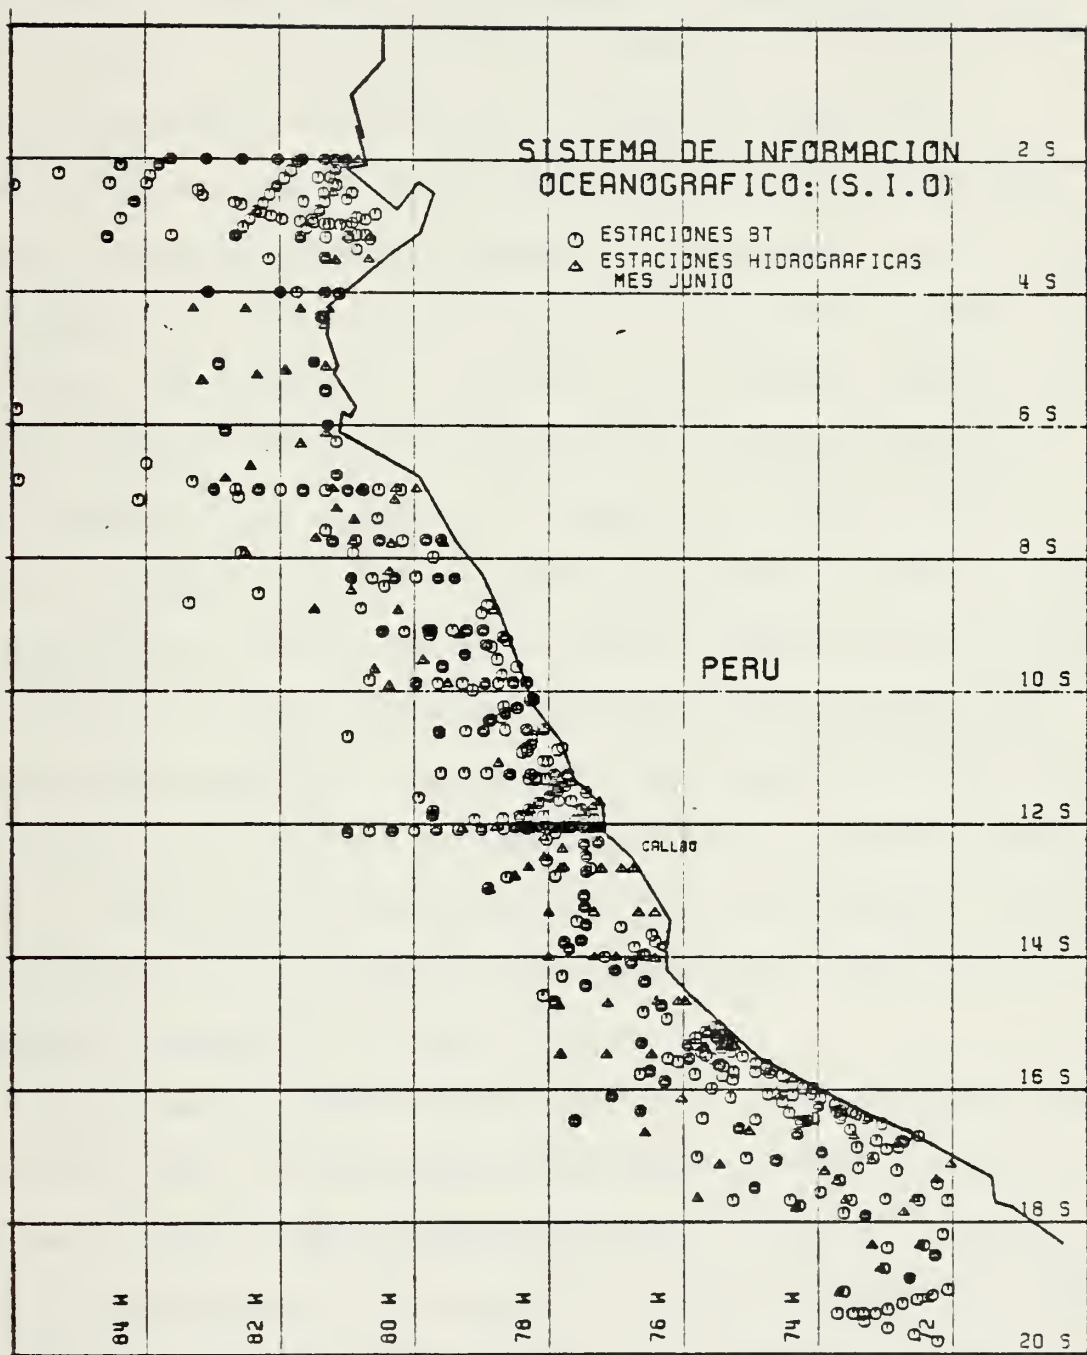 SISTEMA DE INFORMACION
OCEANOGRAFICO: (S.I.O)
ESTACIONES BT
ESTACIONES HIDROGRAFICAS
MES JUNIO
2 S
4 S
6 S
8 S
PERU
10 S
12 S
CALLAO
14 S
16 S
18 S
84 W
82 W
80 W
78 W
76 W
74 W
72
20 S